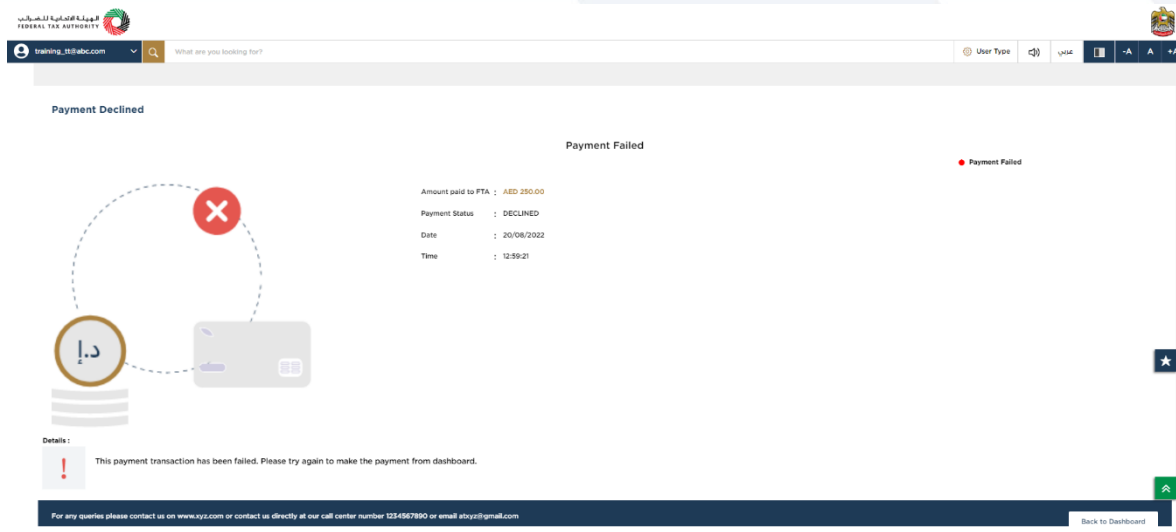 الهيئة الاتحادية للضرائب
FEDERAL TAX AUTHORITY
training_tt@abc.com
What are you looking for?
User Type
عربي
-A A +A
Payment Declined
Payment Failed
Payment Failed
Amount paid to FTA : AED 250.00
Payment Status : DECLINED
Date : 20/08/2022
Time : 12:59:21
د.إ
Details :
This payment transaction has been failed. Please try again to make the payment from dashboard.
For any queries please contact us on www.xyz.com or contact us directly at our call center number 1234567890 or email atxyz@gmail.com
Back to Dashboard